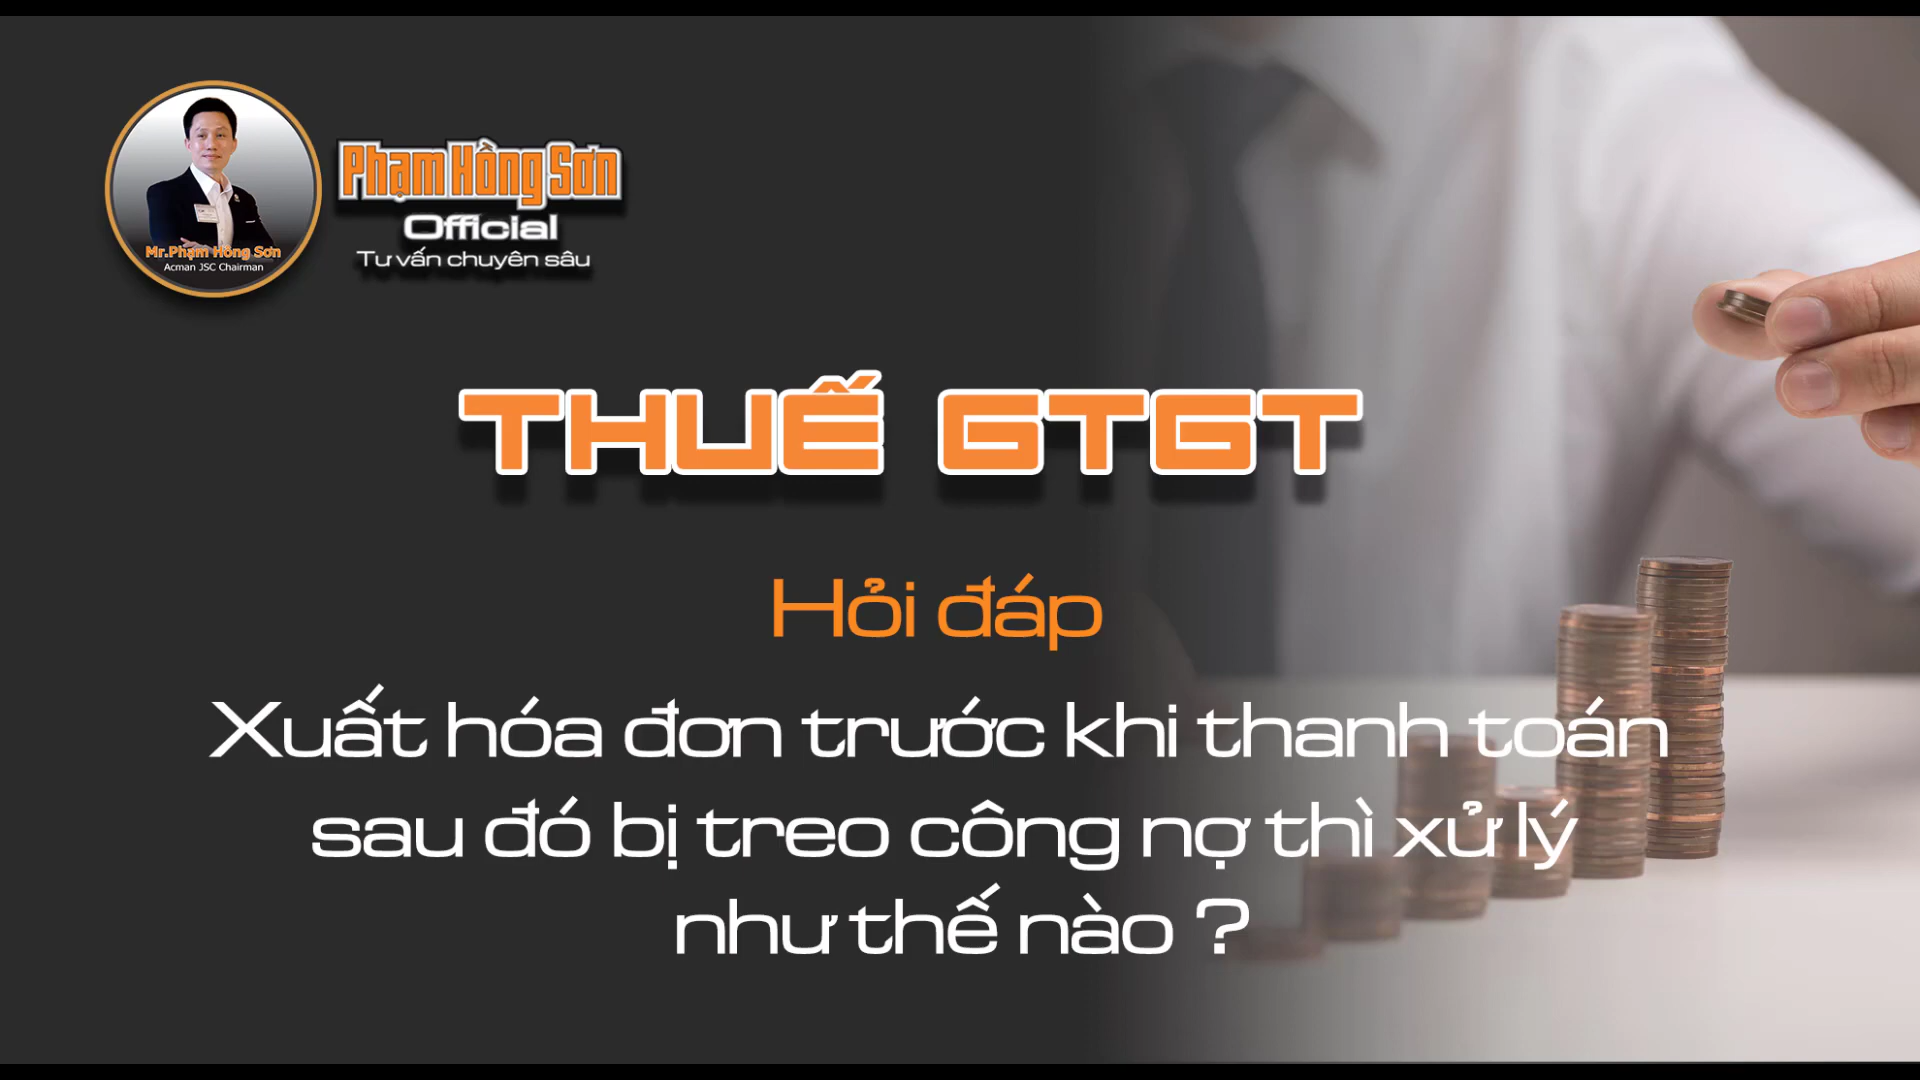 Mr.Phạm Hồng Sơn
Acman JSC Chairman
Phạm Hồng Sơn
Official
Tư vấn chuyên sâu
THUẾ GTGT
Hỏi đáp
Xuất hóa đơn trước khi thanh toán
sau đó bị treo công nợ thì xử lý
như thế nào ?